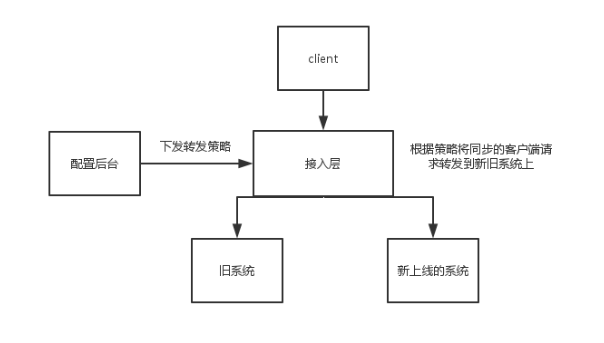 client
下发转发策略
配置后台
接入层
根据策略将同步的客户端请
求转发到新旧系统上
旧系统
新上线的系统